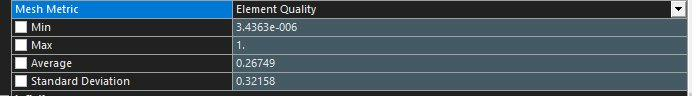 Mesh Metric Element Quality
Min 3.4363e-006
Max 1.
Average 0.26749
Standard Deviation 0.32158